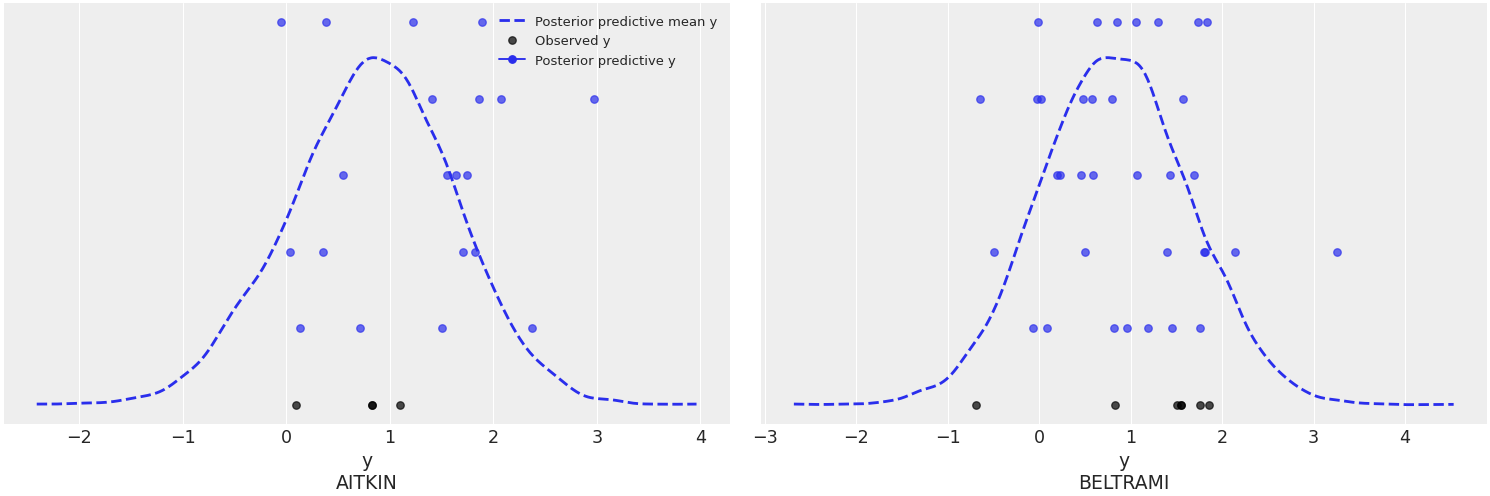 Posterior predictive mean y
Observed y
Posterior predictive y
−2 −1 0 1 2 3 4
y
AITKIN
−3 −2 −1 0 1 2 3 4
y
BELTRAMI